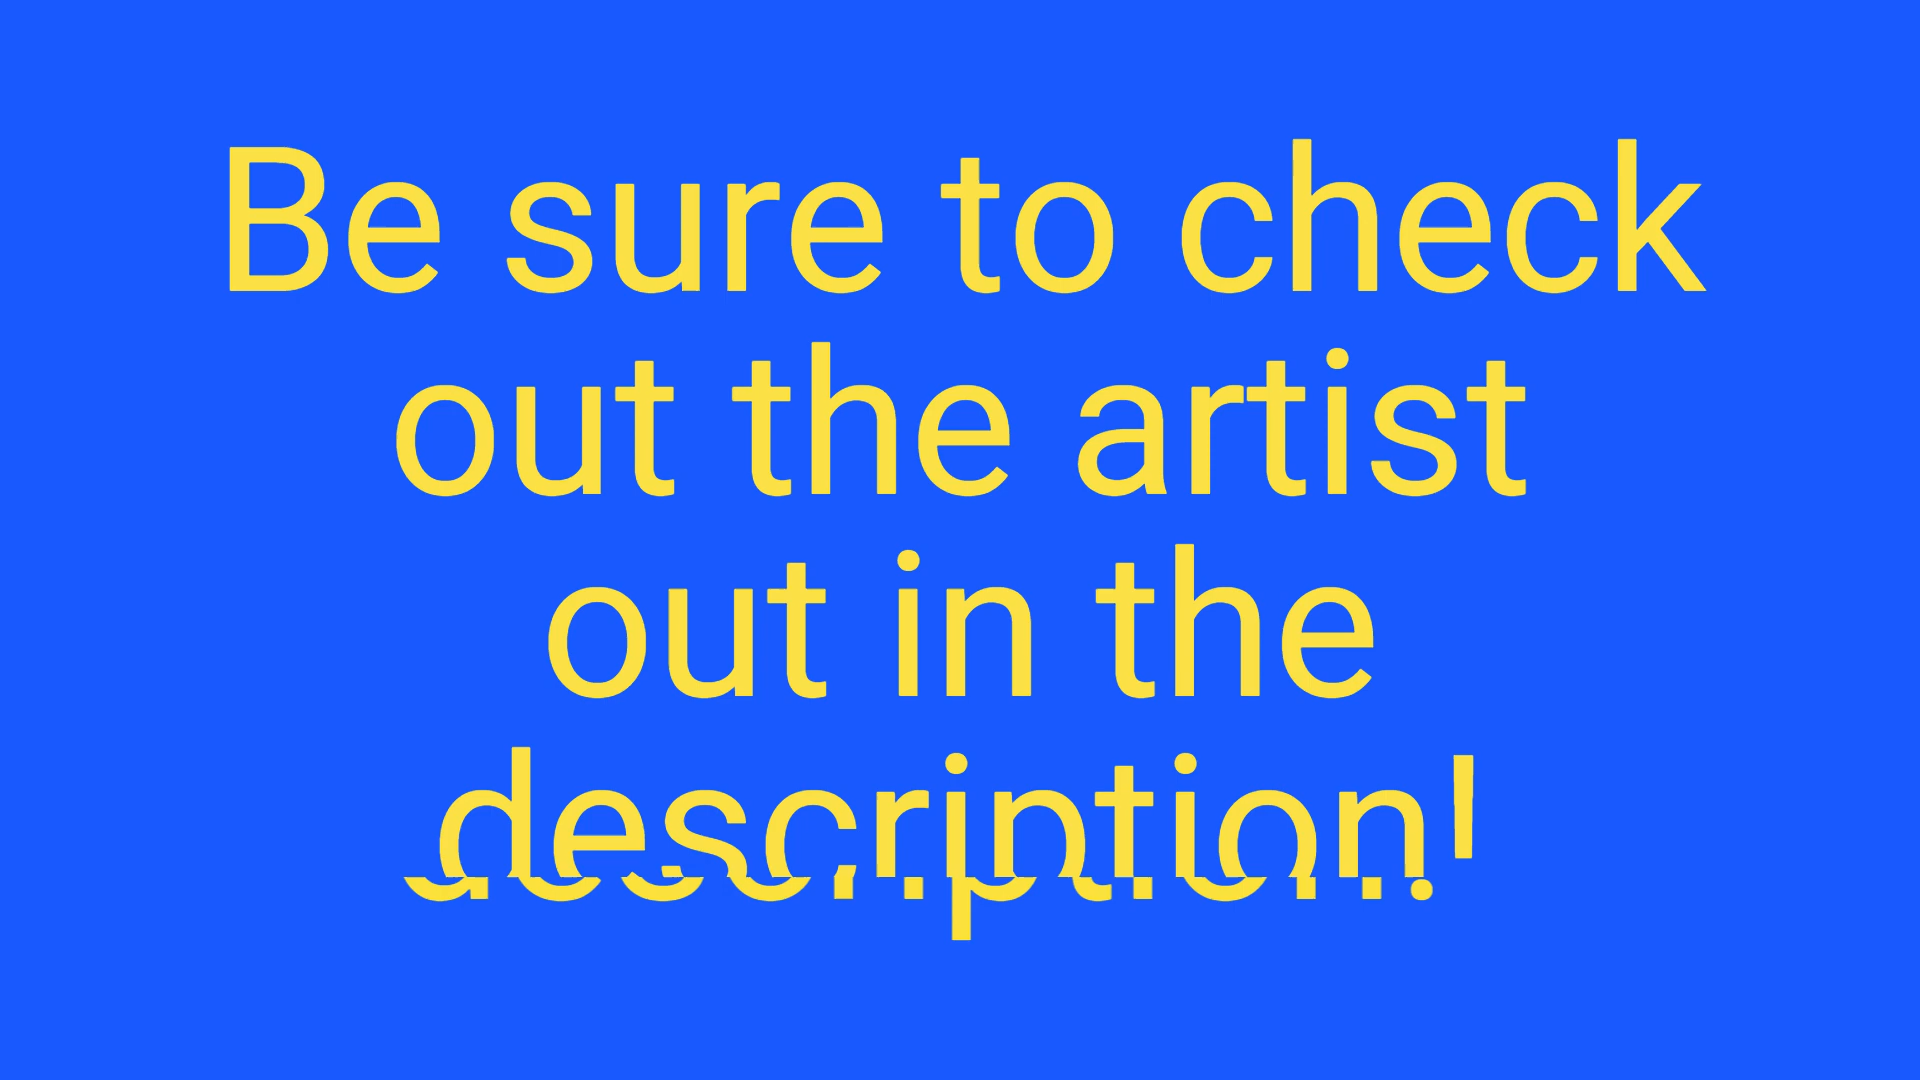 Be sure to check
out the artist
out in the
description!